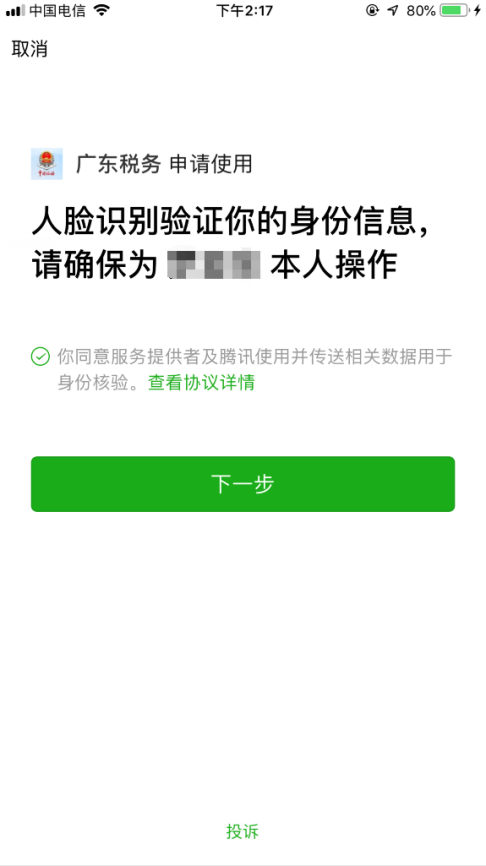 中国电信
下午2:17
80%
取消
广东税务 申请使用
人脸识别验证你的身份信息，
请确保为 本人操作
你同意服务提供者及腾讯使用并传送相关数据用于
身份核验。查看协议详情
下一步
投诉